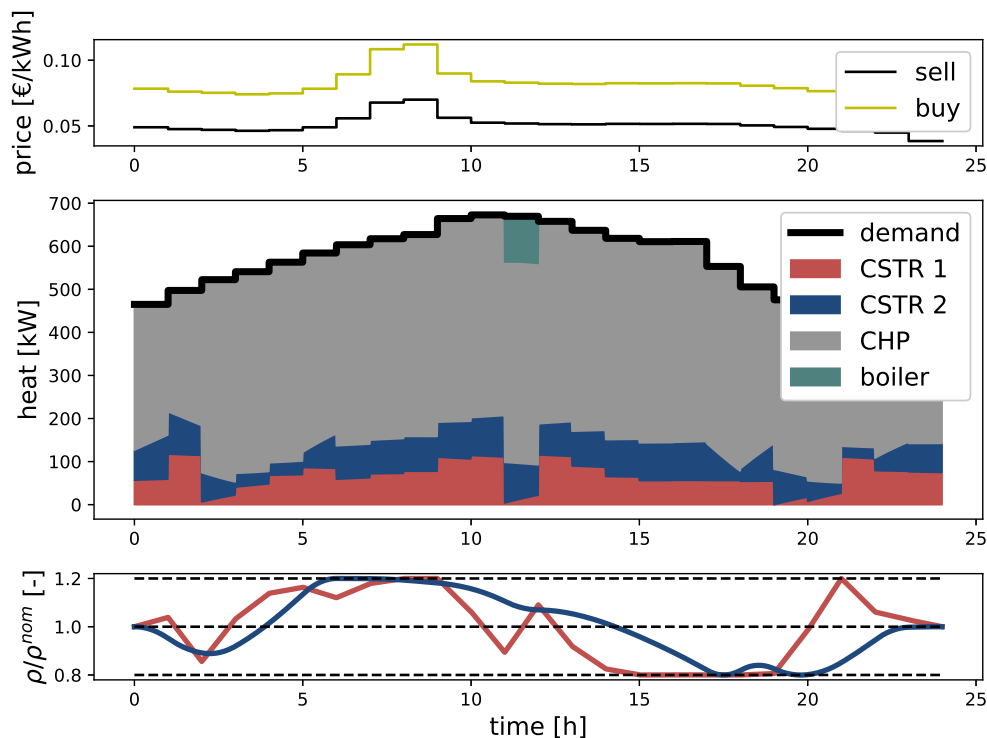 price [€/kWh]
0.10
0.05
sell
buy
0 5 10 15 20 25
heat [kW]
700
600
500
400
300
200
100
0
demand
CSTR 1
CSTR 2
CHP
boiler
0 5 10 15 20 25
ρ/ρ^nom [-]
1.2
1.0
0.8
0 5 10 15 20 25
time [h]